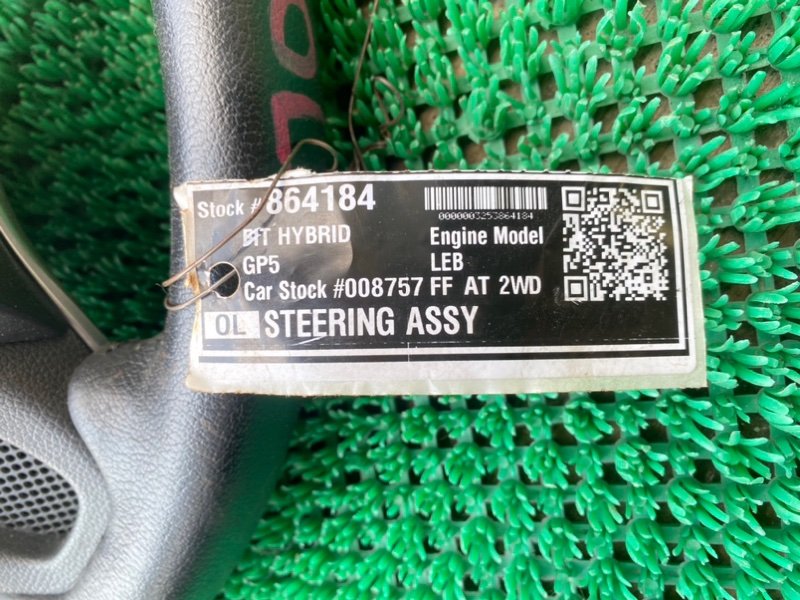 Stock # 864184
0000003253864184
FIT HYBRID Engine Model
GP5 LEB
Car Stock #008757 FF AT 2WD
OL STEERING ASSY